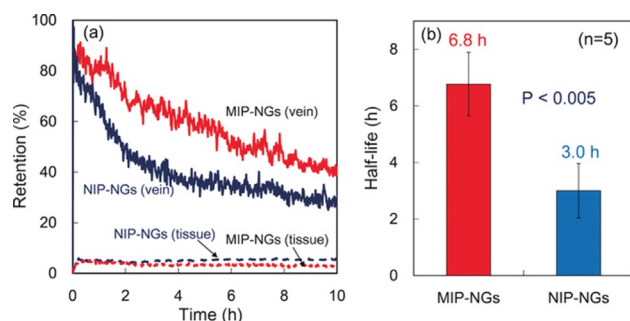 (a)
100
80
60
40
20
0
Retention (%)
MIP-NGs (vein)
NIP-NGs (vein)
NIP-NGs (tissue)
MIP-NGs (tissue)
0 2 4 6 8 10
Time (h)
(b)
6.8 h
(n=5)
P < 0.005
3.0 h
8
6
4
2
0
Half-life (h)
MIP-NGs NIP-NGs